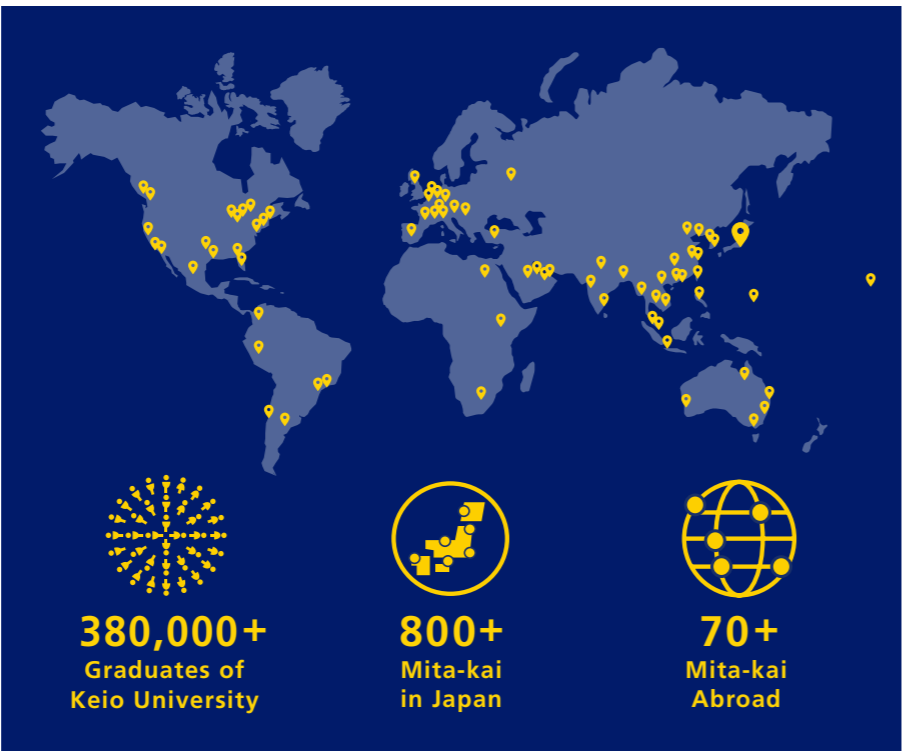 380,000+
Graduates of
Keio University
800+
Mita-kai
in Japan
70+
Mita-kai
Abroad